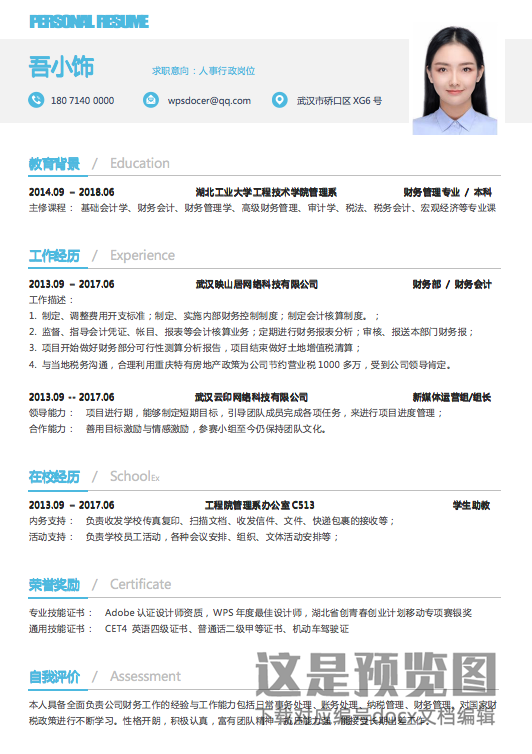 PERSONAL RESUME
吾小饰
求职意向：人事行政岗位
180 7140 0000 wpsdocer@qq.com 武汉市硚口区 XG6 号
教育背景 / Education
2014.09 – 2018.06 湖北工业大学工程技术学院管理系 财务管理专业 / 本科
主修课程： 基础会计学、财务会计、财务管理学、高级财务管理、审计学、税法、税务会计、宏观经济等专业课
工作经历 / Experience
2013.09 – 2017.06 武汉映山居网络科技有限公司 财务部 / 财务会计
工作描述：
1. 制定、调整费用开支标准；制定、实施内部财务控制制度；制定会计核算制度。；
2. 监督、指导会计凭证、帐目、报表等会计核算业务；定期进行财务报表分析；审核、报送本部门财务报；
3. 项目开始做好财务部分可行性测算分析报告，项目结束做好土地增值税清算；
4. 与当地税务沟通，合理利用重庆特有房地产政策为公司节约营业税 1000 多万，受到公司领导肯定。
2013.09 -- 2017.06 武汉云印网络科技有限公司 新媒体运营组/组长
领导能力： 项目进行期，能够制定短期目标，引导团队成员完成各项任务，来进行项目进度管理；
合作能力： 善用目标激励与情感激励，参赛小组至今仍保持团队文化。
在校经历 / SchoolEx
2013.09 – 2017.06 工程院管理系办公室 C513 学生助教
内务支持： 负责收发学校传真复印、扫描文档、收发信件、文件、快递包裹的接收等；
活动支持： 负责学校员工活动，各种会议安排、组织、文体活动安排等；
荣誉奖励 / Certificate
专业技能证书： Adobe 认证设计师资质，WPS 年度最佳设计师，湖北省创青春创业计划移动专项赛银奖
通用技能证书： CET4 英语四级证书、普通话二级甲等证书、机动车驾驶证
自我评价 / Assessment
这是预览图
本人具备全面负责公司财务工作的经验与工作能力包括日常事务处理、账务处理、纳税管理、财务管理。对国家财
税政策进行不断学习。性格开朗，积极认真，富有团队精神，抗压能力强，能接受长期出差工作。
下载对应编号docx文档编辑